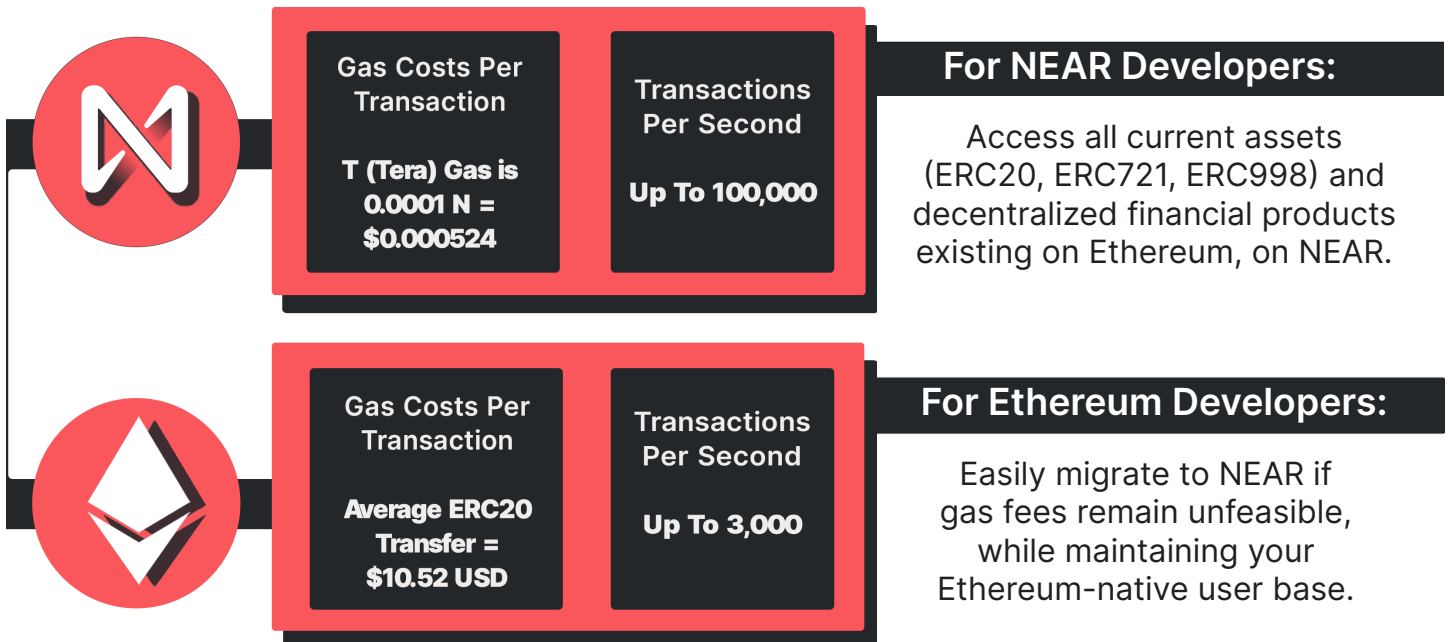 Gas Costs Per
Transaction
T (Tera) Gas is
0.0001 N =
$0.000524
Transactions
Per Second
Up To 100,000
For NEAR Developers:
Access all current assets
(ERC20, ERC721, ERC998) and
decentralized financial products
existing on Ethereum, on NEAR.
Gas Costs Per
Transaction
Average ERC20
Transfer =
$10.52 USD
Transactions
Per Second
Up To 3,000
For Ethereum Developers:
Easily migrate to NEAR if
gas fees remain unfeasible,
while maintaining your
Ethereum-native user base.